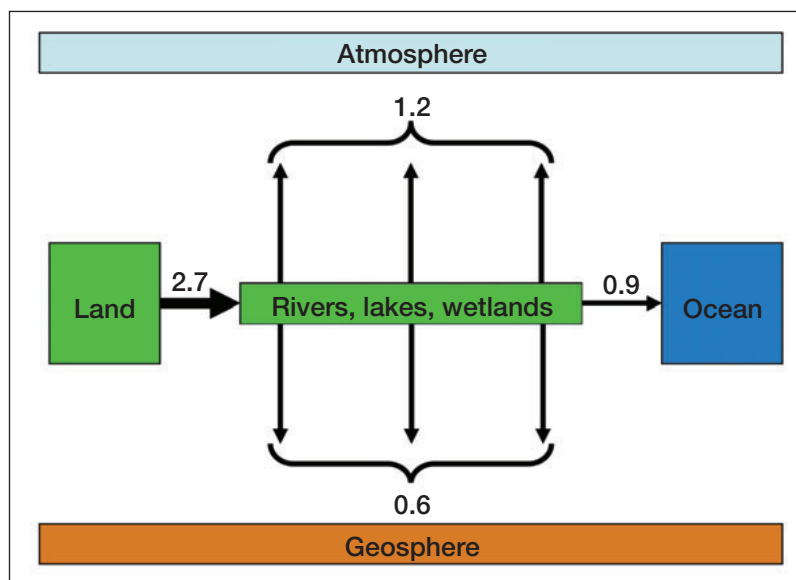 Atmosphere
1.2
Land
2.7
Rivers, lakes, wetlands
0.9
Ocean
0.6
Geosphere